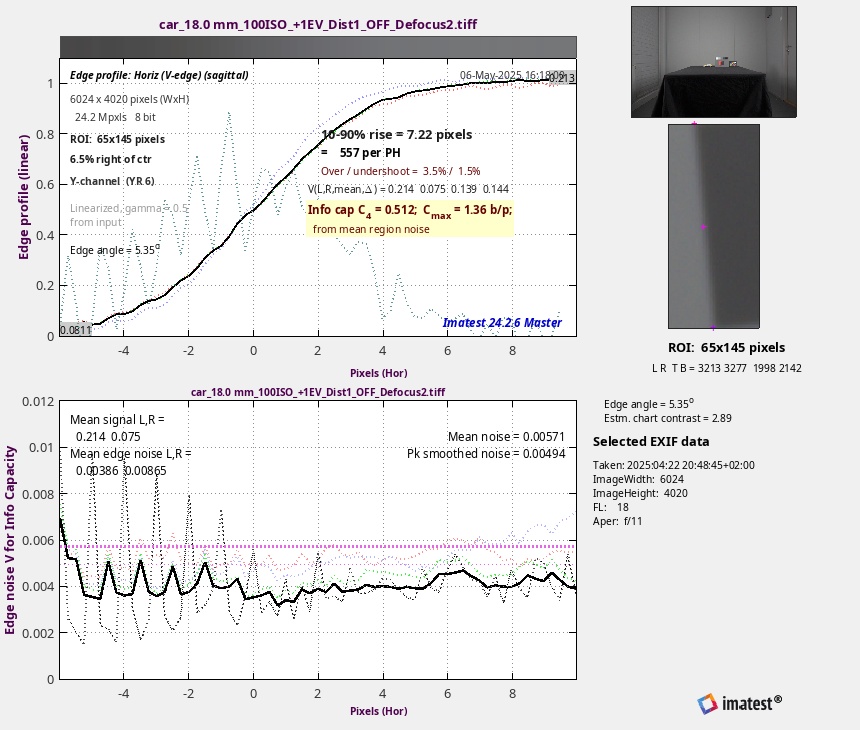 car_18.0 mm_100ISO_+1EV_Dist1_OFF_Defocus2.tiff
Edge profile: Horiz (V-edge) (sagittal)
06-May-2025 16:18:06
0.213
6024 x 4020 pixels (WxH)
24.2 Mpxls 8 bit
ROI: 65x145 pixels
6.5% right of ctr
Y-channel (YR6)
Linearized, gamma = 0.5
from input
Edge angle = 5.35o
10-90% rise = 7.22 pixels
= 557 per PH
Over / undershoot = 3.5% / 1.5%
V(L,R,mean,Δ) = 0.214 0.075 0.139 0.144
Info cap C4 = 0.512; Cmax = 1.36 b/p;
from mean region noise
0.0811
Imatest 24.2.6 Master
Edge profile (linear)
1
0.8
0.6
0.4
0.2
0
-4 -2 0 2 4 6 8
Pixels (Hor)
ROI: 65x145 pixels
L R T B = 3213 3277 1998 2142
car_18.0 mm_100ISO_+1EV_Dist1_OFF_Defocus2.tiff
Mean signal L,R =
0.214 0.075
Mean edge noise L,R =
0.00386 0.00865
Mean noise = 0.00571
Pk smoothed noise = 0.00494
Edge noise V for Info Capacity
0.012
0.01
0.008
0.006
0.004
0.002
0
-4 -2 0 2 4 6 8
Pixels (Hor)
Edge angle = 5.35o
Estm. chart contrast = 2.89
Selected EXIF data
Taken: 2025:04:22 20:48:45+02:00
ImageWidth: 6024
ImageHeight: 4020
FL: 18
Aper: f/11
imatest®